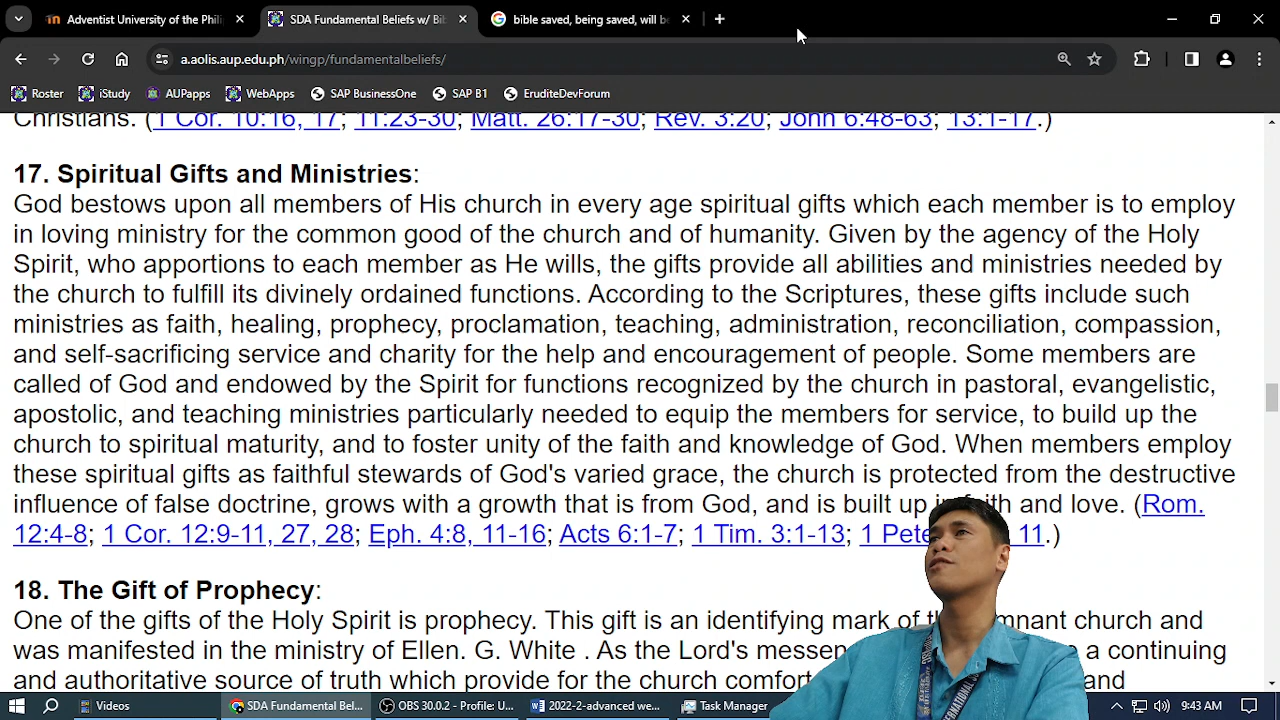 Adventist University of the Phili
SDA Fundamental Beliefs w/ Bib
bible saved, being saved, will be
a.aolis.aup.edu.ph/wingp/fundamentalbeliefs/
Roster iStudy AUPapps WebApps SAP BusinessOne SAP B1 EruditeDevForum
Christians. (1 Cor. 10:16, 17; 11:23-30; Matt. 26:17-30; Rev. 3:20; John 6:48-63; 13:1-17.)
17. Spiritual Gifts and Ministries:
God bestows upon all members of His church in every age spiritual gifts which each member is to employ
in loving ministry for the common good of the church and of humanity. Given by the agency of the Holy
Spirit, who apportions to each member as He wills, the gifts provide all abilities and ministries needed by
the church to fulfill its divinely ordained functions. According to the Scriptures, these gifts include such
ministries as faith, healing, prophecy, proclamation, teaching, administration, reconciliation, compassion,
and self-sacrificing service and charity for the help and encouragement of people. Some members are
called of God and endowed by the Spirit for functions recognized by the church in pastoral, evangelistic,
apostolic, and teaching ministries particularly needed to equip the members for service, to build up the
church to spiritual maturity, and to foster unity of the faith and knowledge of God. When members employ
these spiritual gifts as faithful stewards of God's varied grace, the church is protected from the destructive
influence of false doctrine, grows with a growth that is from God, and is built up in faith and love. (Rom.
12:4-8; 1 Cor. 12:9-11, 27, 28; Eph. 4:8, 11-16; Acts 6:1-7; 1 Tim. 3:1-13; 1 Pete 11.)
18. The Gift of Prophecy:
One of the gifts of the Holy Spirit is prophecy. This gift is an identifying mark of mnant church and
was manifested in the ministry of Ellen. G. White . As the Lord's messen a continuing
and authoritative source of truth which provide for the church comfort and
Videos SDA Fundamental Bel... OBS 30.0.2 - Profile: U... 2022-2-advanced we... Task Manager 9:43 AM